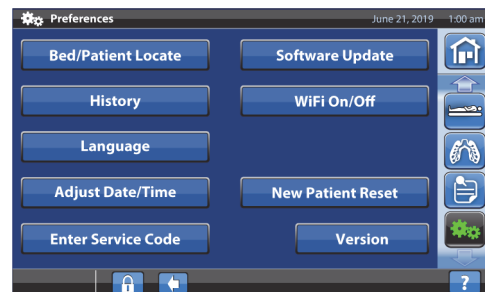 Preferences June 21, 2019 1:00 am
Bed/Patient Locate Software Update
History WiFi On/Off
Language
Adjust Date/Time New Patient Reset
Enter Service Code Version
?